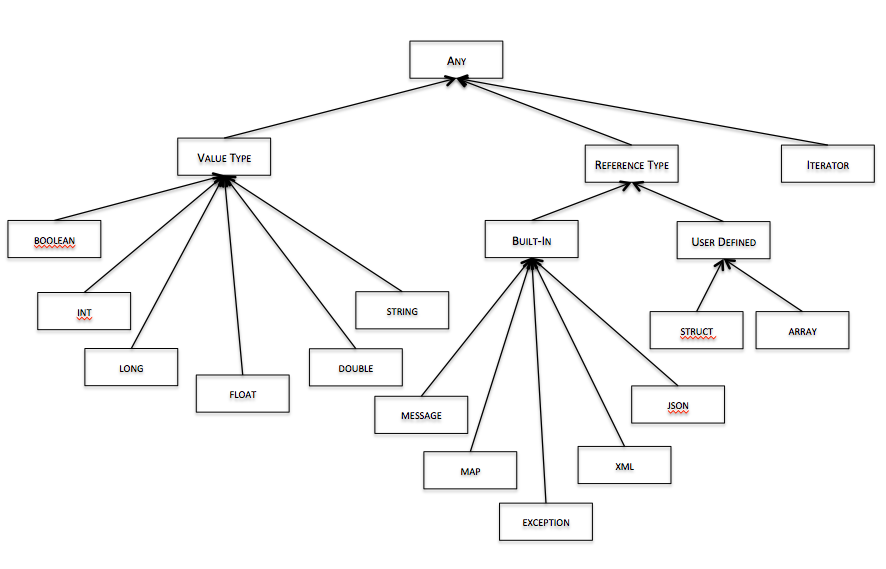 Any
Value Type
Reference Type
Iterator
boolean
Built-In
User Defined
int
string
struct
array
long
double
float
message
json
map
xml
exception